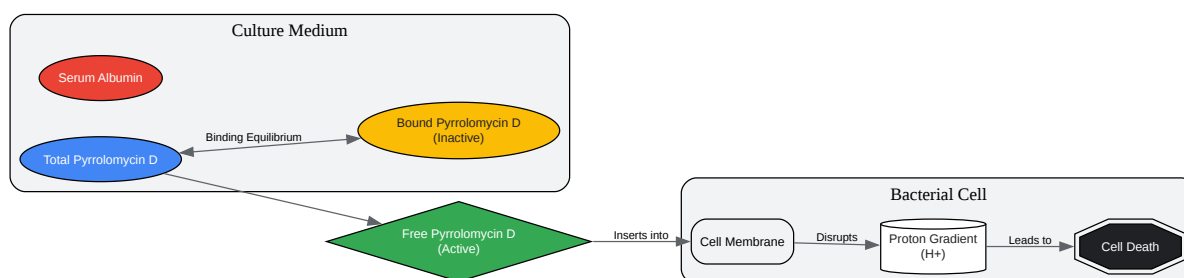 Culture Medium
Serum Albumin
Total Pyrrolomycin D
Binding Equilibrium
Bound Pyrrolomycin D
(Inactive)
Free Pyrrolomycin D
(Active)
Inserts into
Bacterial Cell
Cell Membrane
Disrupts
Proton Gradient
(H+)
Leads to
Cell Death